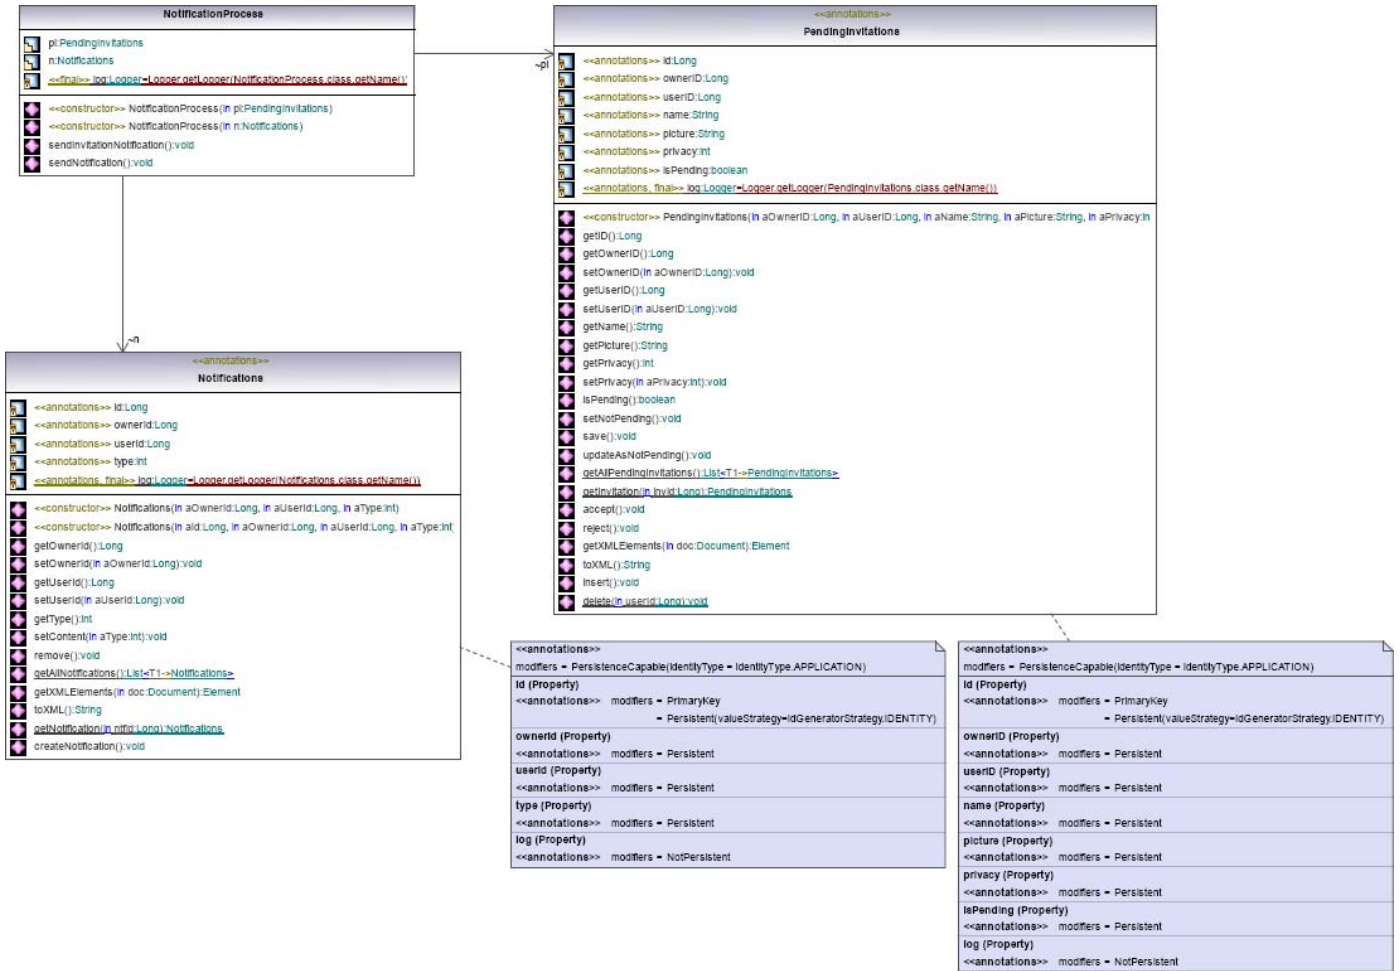 NotificationProcess
pi:PendingInvitations
n:Notifications
<<final>> log:Logger=Logger.getLogger(NotificationProcess.class.getName())
<<constructor>> NotificationProcess(in pi:PendingInvitations)
<<constructor>> NotificationProcess(in n:Notifications)
sendInvitationNotification():void
sendNotification():void
~pi
~n
<<annotations>>
PendingInvitations
<<annotations>> id:Long
<<annotations>> ownerID:Long
<<annotations>> userID:Long
<<annotations>> name:String
<<annotations>> picture:String
<<annotations>> privacy:int
<<annotations>> isPending:boolean
<<annotations, final>> log:Logger=Logger.getLogger(PendingInvitations.class.getName())
<<constructor>> PendingInvitations(in aOwnerID:Long, in aUserID:Long, in aName:String, in aPicture:String, in aPrivacy:in
getID():Long
getOwnerID():Long
setOwnerID(in aOwnerID:Long):void
getUserID():Long
setUserID(in aUserID:Long):void
getName():String
getPicture():String
getPrivacy():int
setPrivacy(in aPrivacy:int):void
isPending():boolean
setNotPending():void
save():void
updateAsNotPending():void
getAllPendingInvitations():List<T1->PendingInvitations>
getInvitation(in invId:Long):PendingInvitations
accept():void
reject():void
getXMLElements(in doc:Document):Element
toXML():String
insert():void
delete(in userId:Long):void
<<annotations>>
Notifications
<<annotations>> id:Long
<<annotations>> ownerId:Long
<<annotations>> userId:Long
<<annotations>> type:int
<<annotations, final>> log:Logger=Logger.getLogger(Notifications.class.getName())
<<constructor>> Notifications(in aOwnerId:Long, in aUserId:Long, in aType:int)
<<constructor>> Notifications(in aId:Long, in aOwnerId:Long, in aUserId:Long, in aType:int
getOwnerId():Long
setOwnerId(in aOwnerId:Long):void
getUserId():Long
setUserId(in aUserId:Long):void
getType():int
setContent(in aType:int):void
remove():void
getAllNotifications():List<T1->Notifications>
getXMLElements(in doc:Document):Element
toXML():String
getNotification(in ntfId:Long):Notifications
createNotification():void
<<annotations>>
modifiers = PersistenceCapable(identityType = IdentityType.APPLICATION)
id (Property)
<<annotations>> modifiers = PrimaryKey
= Persistent(valueStrategy=IdGeneratorStrategy.IDENTITY)
ownerId (Property)
<<annotations>> modifiers = Persistent
userId (Property)
<<annotations>> modifiers = Persistent
type (Property)
<<annotations>> modifiers = Persistent
log (Property)
<<annotations>> modifiers = NotPersistent
<<annotations>>
modifiers = PersistenceCapable(identityType = IdentityType.APPLICATION)
id (Property)
<<annotations>> modifiers = PrimaryKey
= Persistent(valueStrategy=IdGeneratorStrategy.IDENTITY)
ownerID (Property)
<<annotations>> modifiers = Persistent
userID (Property)
<<annotations>> modifiers = Persistent
name (Property)
<<annotations>> modifiers = Persistent
picture (Property)
<<annotations>> modifiers = Persistent
privacy (Property)
<<annotations>> modifiers = Persistent
isPending (Property)
<<annotations>> modifiers = Persistent
log (Property)
<<annotations>> modifiers = NotPersistent